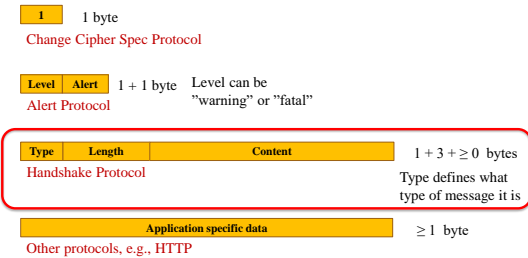 1 1 byte
Change Cipher Spec Protocol
Level Alert 1 + 1 byte Level can be
"warning" or "fatal"
Alert Protocol
Type Length Content 1 + 3 + ≥ 0 bytes
Handshake Protocol
Type defines what
type of message it is
Application specific data ≥ 1 byte
Other protocols, e.g., HTTP